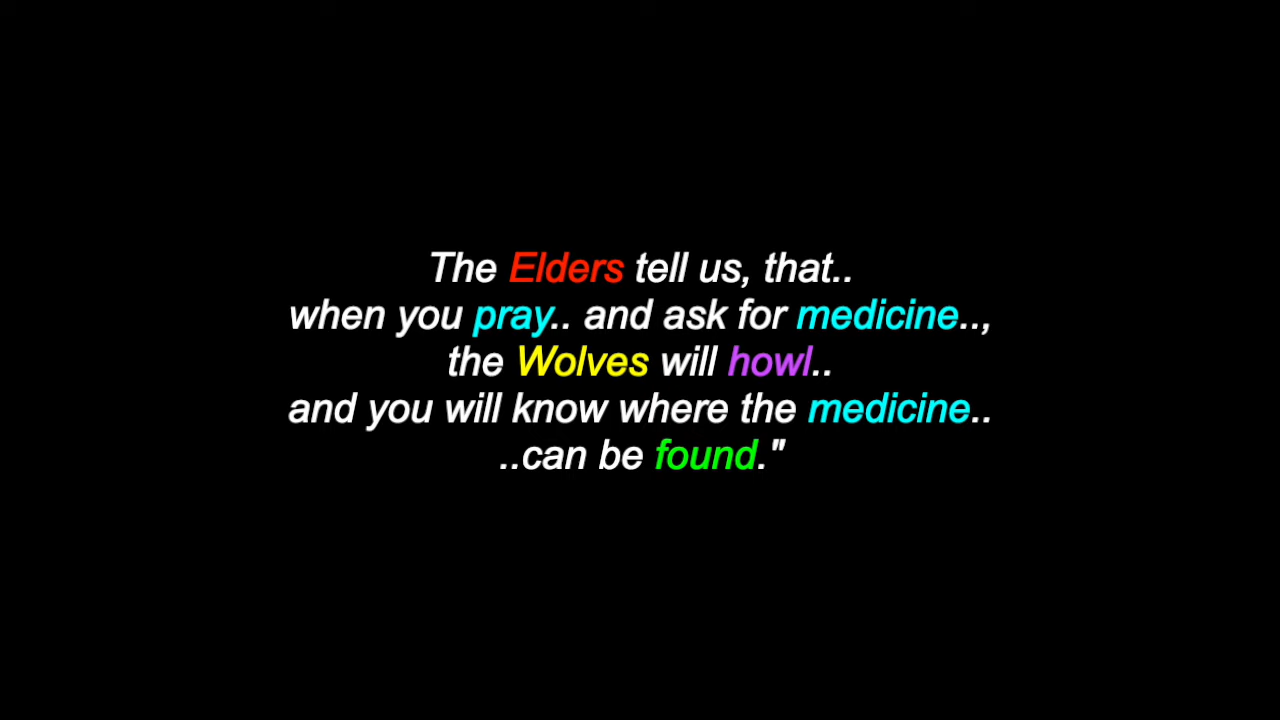 The Elders tell us, that..
when you pray.. and ask for medicine..,
the Wolves will howl..
and you will know where the medicine..
..can be found."